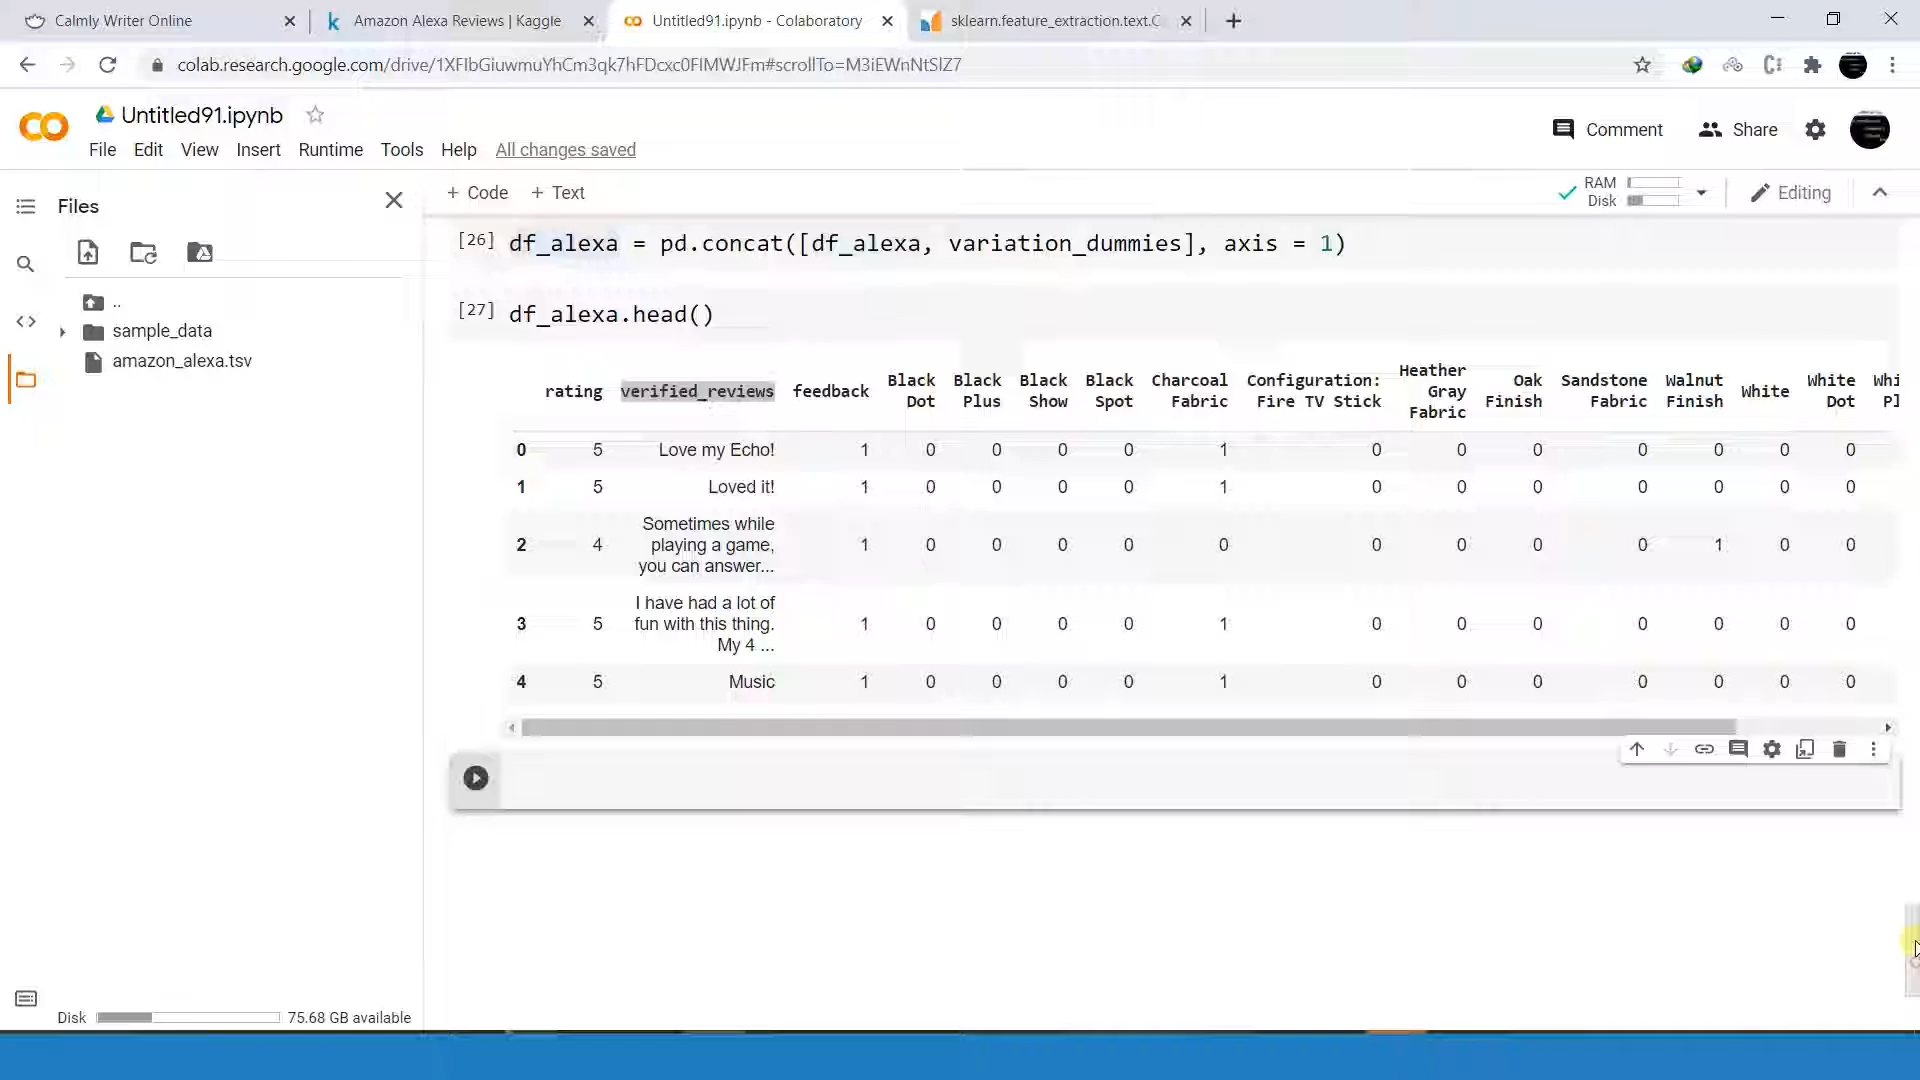 Calmly Writer Online
Amazon Alexa Reviews | Kaggle
Untitled91.ipynb - Colaboratory
sklearn.feature_extraction.text.C
colab.research.google.com/drive/1XFIbGiuwmuYhCm3qk7hFDcxc0FIMWJFm#scrollTo=M3iEWnNtSlZ7
Untitled91.ipynb
Comment
Share
File Edit View Insert Runtime Tools Help All changes saved
Files
+ Code + Text
RAM
Disk
Editing
..
sample_data
amazon_alexa.tsv
[26] df_alexa = pd.concat([df_alexa, variation_dummies], axis = 1)
[27] df_alexa.head()
rating verified_reviews feedback Black Dot Black Plus Black Show Black Spot Charcoal Fabric Configuration: Fire TV Stick Heather Gray Fabric Oak Finish Sandstone Fabric Walnut Finish White White Dot Whi Pl
0 5 Love my Echo! 1 0 0 0 0 1 0 0 0 0 0 0 0
1 5 Loved it! 1 0 0 0 0 1 0 0 0 0 0 0 0
2 4 Sometimes while playing a game, you can answer... 1 0 0 0 0 0 0 0 0 0 1 0 0
3 5 I have had a lot of fun with this thing. My 4 ... 1 0 0 0 0 1 0 0 0 0 0 0 0
4 5 Music 1 0 0 0 0 1 0 0 0 0 0 0 0
Disk 75.68 GB available